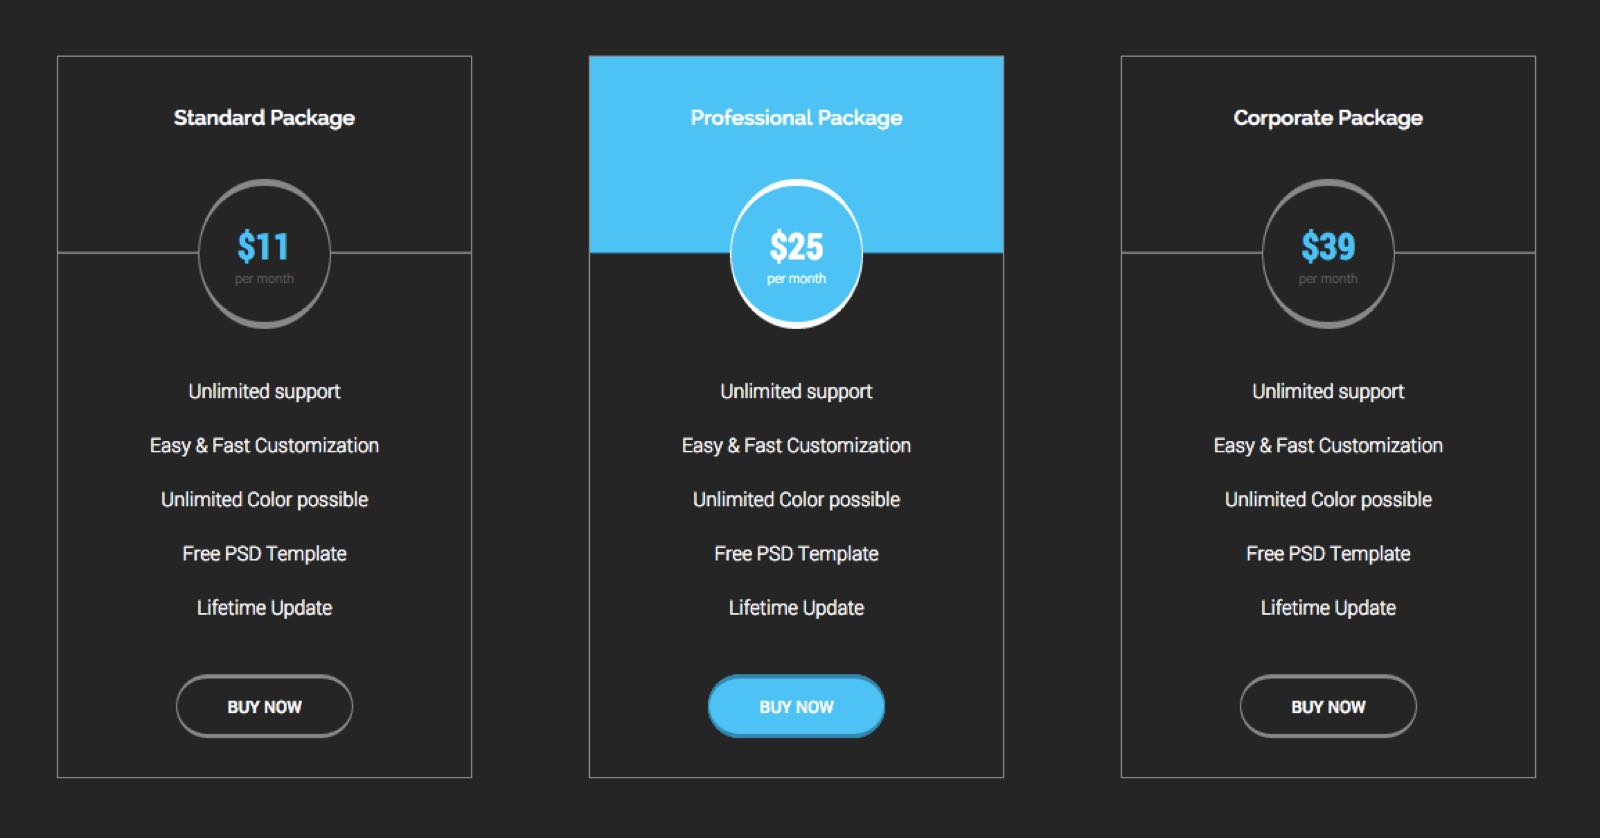 Standard Package
$11
per month
Unlimited support
Easy & Fast Customization
Unlimited Color possible
Free PSD Template
Lifetime Update
BUY NOW
Professional Package
$25
per month
Unlimited support
Easy & Fast Customization
Unlimited Color possible
Free PSD Template
Lifetime Update
BUY NOW
Corporate Package
$39
per month
Unlimited support
Easy & Fast Customization
Unlimited Color possible
Free PSD Template
Lifetime Update
BUY NOW